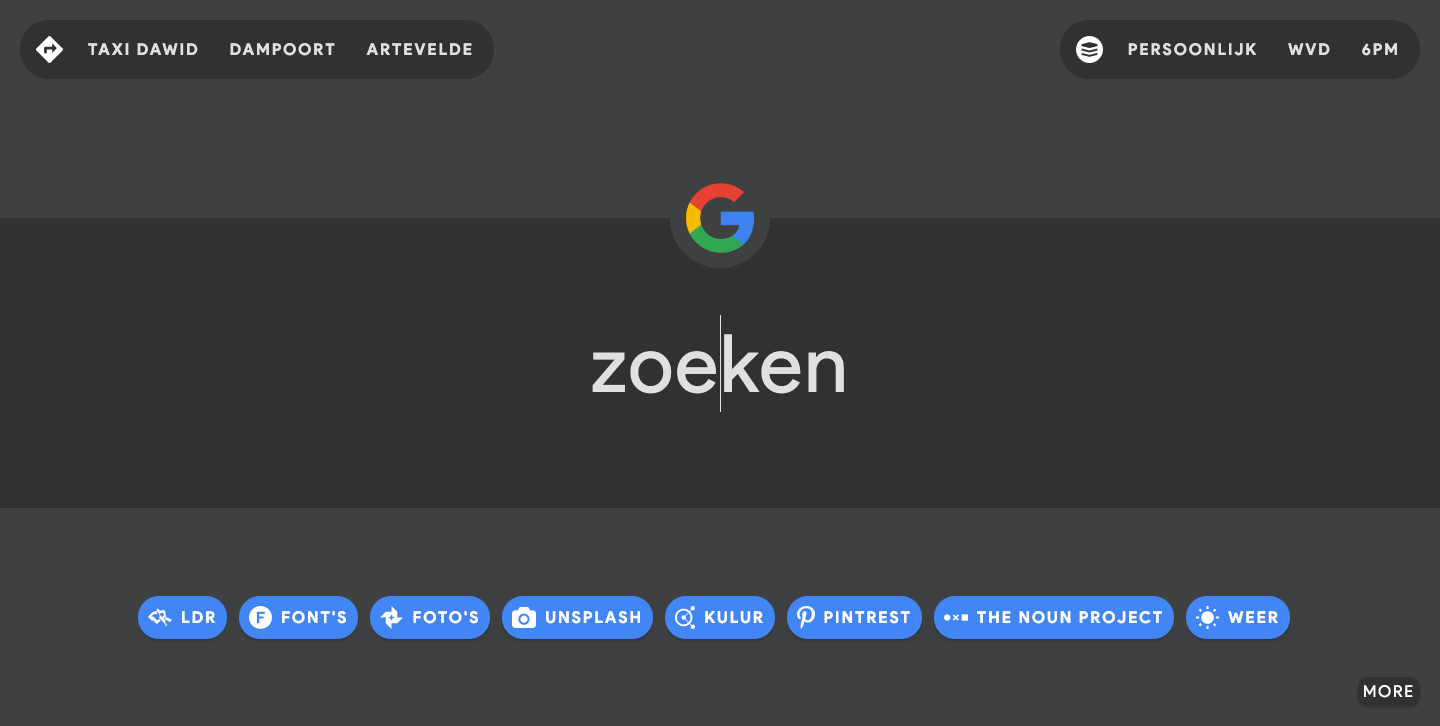 TAXI DAWID DAMPOORT ARTEVELDE PERSOONLIJK WVD 6PM
zoeken
LDR FONT'S FOTO'S UNSPLASH KULUR PINTREST THE NOUN PROJECT WEER
MORE